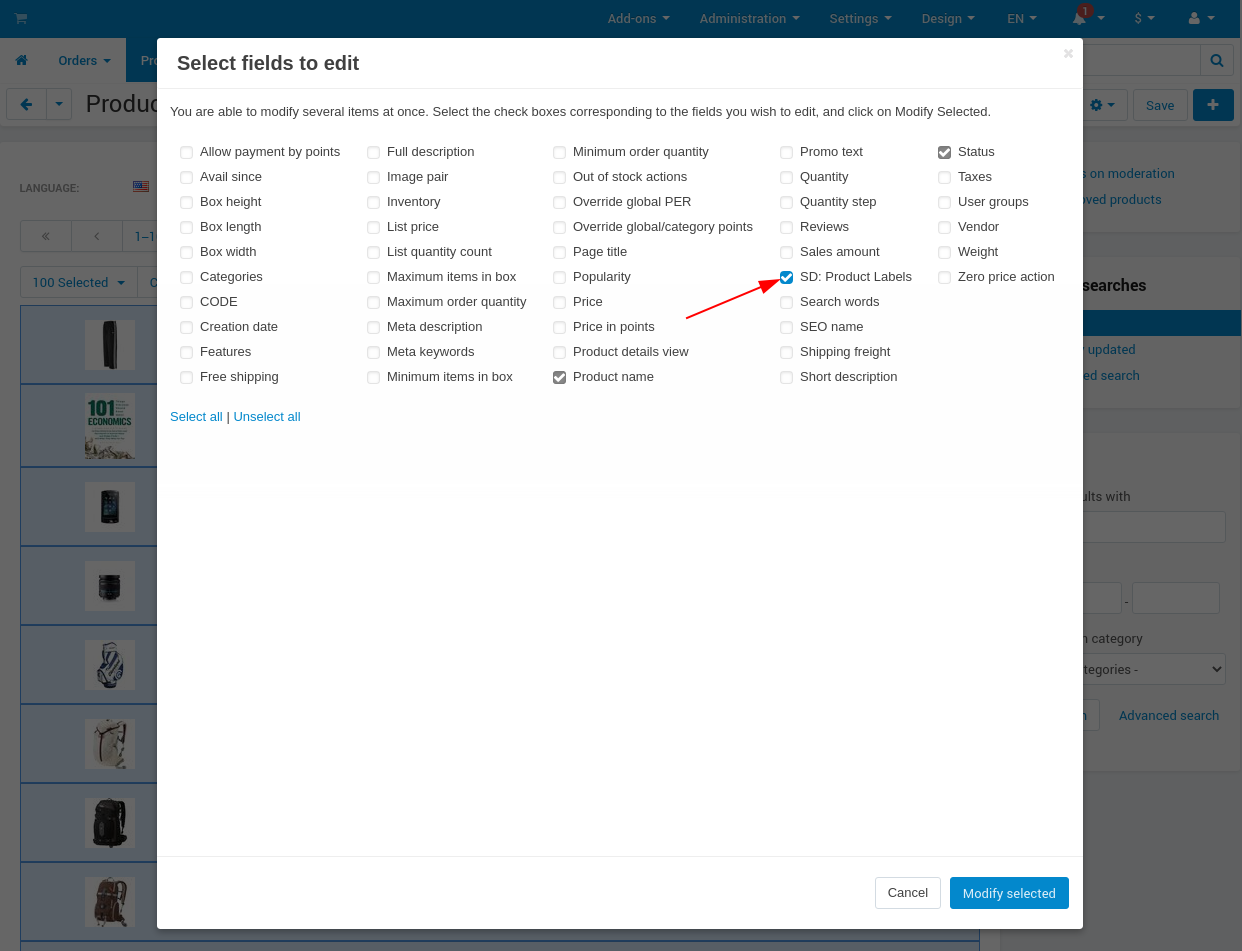 Add-ons
Administration
Settings
Design
EN
1
$
Orders
Select fields to edit
Produc
Save
You are able to modify several items at once. Select the check boxes corresponding to the fields you wish to edit, and click on Modify Selected.
Allow payment by points
Avail since
Box height
Box length
Box width
Categories
CODE
Creation date
Features
Free shipping
Full description
Image pair
Inventory
List price
List quantity count
Maximum items in box
Maximum order quantity
Meta description
Meta keywords
Minimum items in box
Minimum order quantity
Out of stock actions
Override global PER
Override global/category points
Page title
Popularity
Price
Price in points
Product details view
Product name
Promo text
Quantity
Quantity step
Reviews
Sales amount
SD: Product Labels
Search words
SEO name
Shipping freight
Short description
Status
Taxes
User groups
Vendor
Weight
Zero price action
Select all | Unselect all
Cancel
Modify selected
LANGUAGE:
« ‹ 1–1
100 Selected
101
ECONOMICS
s on moderation
oved products
searches
updated
ed search
ults with
-
n category
tegories -
Advanced search